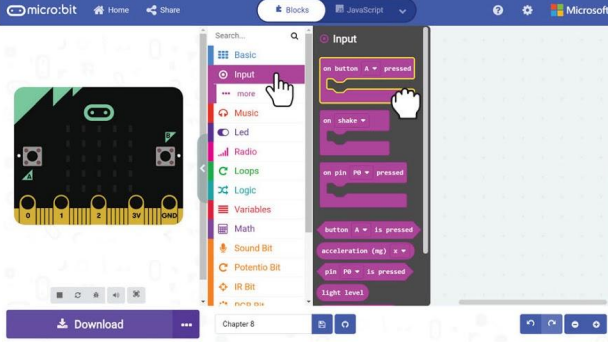 micro:bit
Home
Share
Blocks
JavaScript
Microsoft
Search...
Basic
Input
more
Music
Led
Radio
Loops
Logic
Variables
Math
Sound Bit
Potentio Bit
IR Bit
Input
on button A pressed
on shake
on pin P0 pressed
button A is pressed
acceleration (mg) x
pin P0 is pressed
light level
A
B
0 1 2 3V GND
Download
Chapter 8